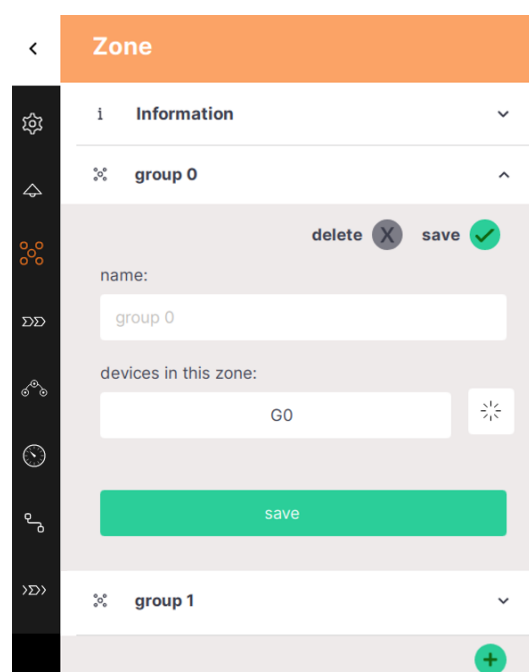 Zone
i Information
group 0
delete X save
name:
group 0
devices in this zone:
G0
save
group 1